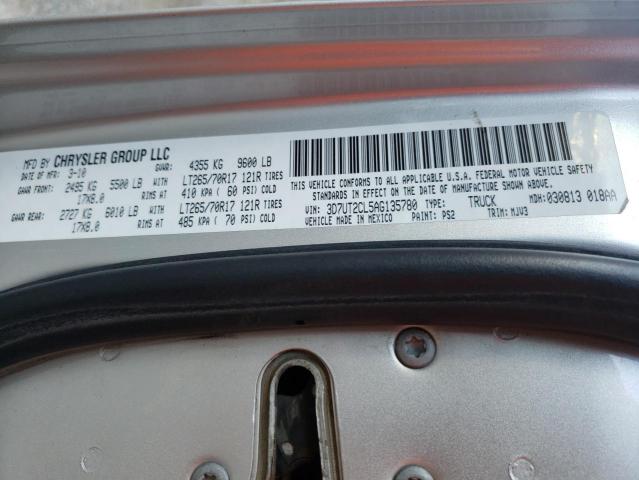 MFD BY CHRYSLER GROUP LLC
DATE OF MFR: 3-10 GVWR: 4355 KG 9600 LB
GAWR FRONT: 2495 KG 5500 LB WITH LT265/70R17 121R TIRES
17X8.0 RIMS AT 410 KPA ( 60 PSI) COLD
GAWR REAR: 2727 KG 6010 LB WITH LT265/70R17 121R TIRES
17X8.0 RIMS AT 485 KPA ( 70 PSI) COLD
THIS VEHICLE CONFORMS TO ALL APPLICABLE U.S.A. FEDERAL MOTOR VEHICLE SAFETY
STANDARDS IN EFFECT ON THE DATE OF MANUFACTURE SHOWN ABOVE.
VIN: 3D7UT2CL5AG135780 TYPE: TRUCK MDH: 030813 018AA
VEHICLE MADE IN MEXICO PAINT: PS2 TRIM: MJV3